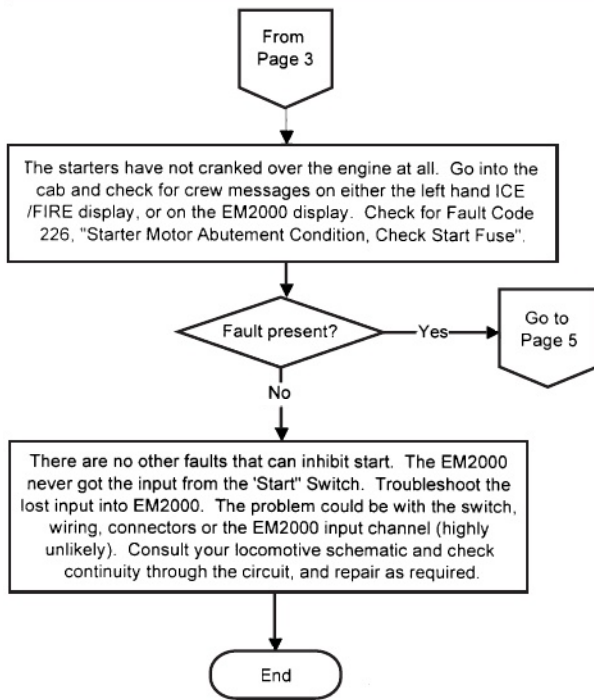 From
Page 3
The starters have not cranked over the engine at all. Go into the
cab and check for crew messages on either the left hand ICE
/FIRE display, or on the EM2000 display. Check for Fault Code
226, "Starter Motor Abutement Condition, Check Start Fuse".
Fault present?
Yes
Go to
Page 5
No
There are no other faults that can inhibit start. The EM2000
never got the input from the 'Start" Switch. Troubleshoot the
lost input into EM2000. The problem could be with the switch,
wiring, connectors or the EM2000 input channel (highly
unlikely). Consult your locomotive schematic and check
continuity through the circuit, and repair as required.
End